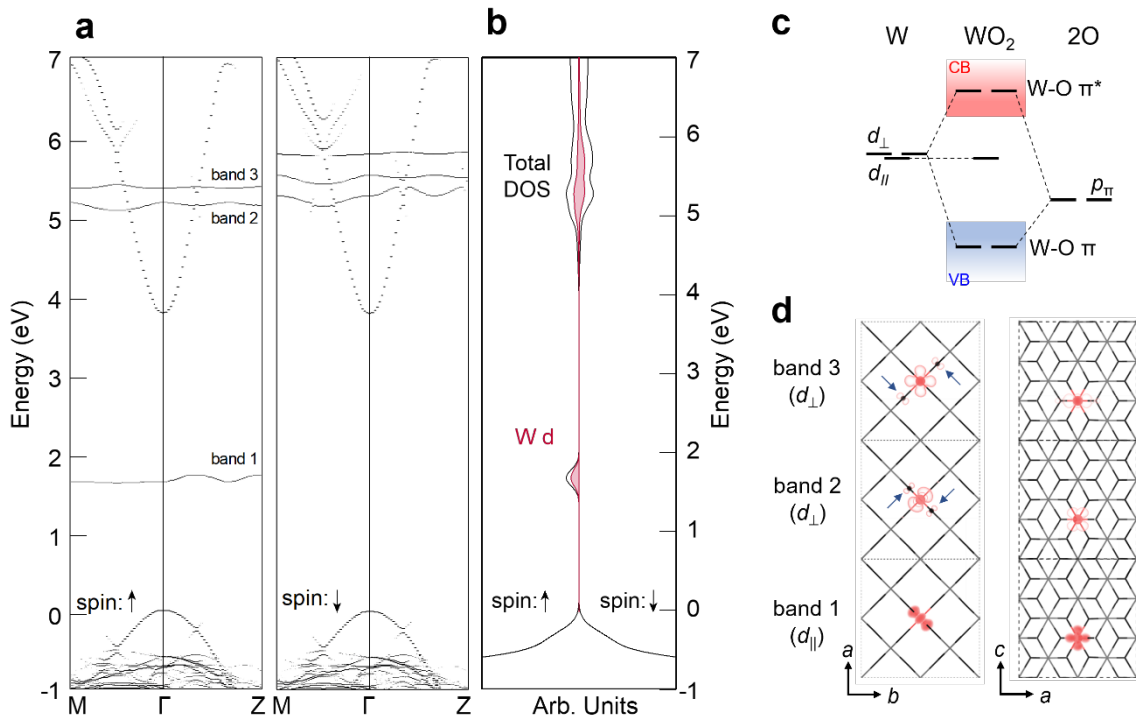 a
7
6
5
4
3
2
1
0
-1
Energy (eV)
band 3
band 2
band 1
spin: ↑
M Γ Z
spin: ↓
M Γ Z
b
Total
DOS
W d
spin: ↑
spin: ↓
Arb. Units
7
6
5
4
3
2
1
0
-1
Energy (eV)
c
W WO₂ 2O
CB
W-O π*
d⊥
d//
pπ
W-O π
VB
d
band 3
(d⊥)
band 2
(d⊥)
band 1
(d∥)
a
b
c
a